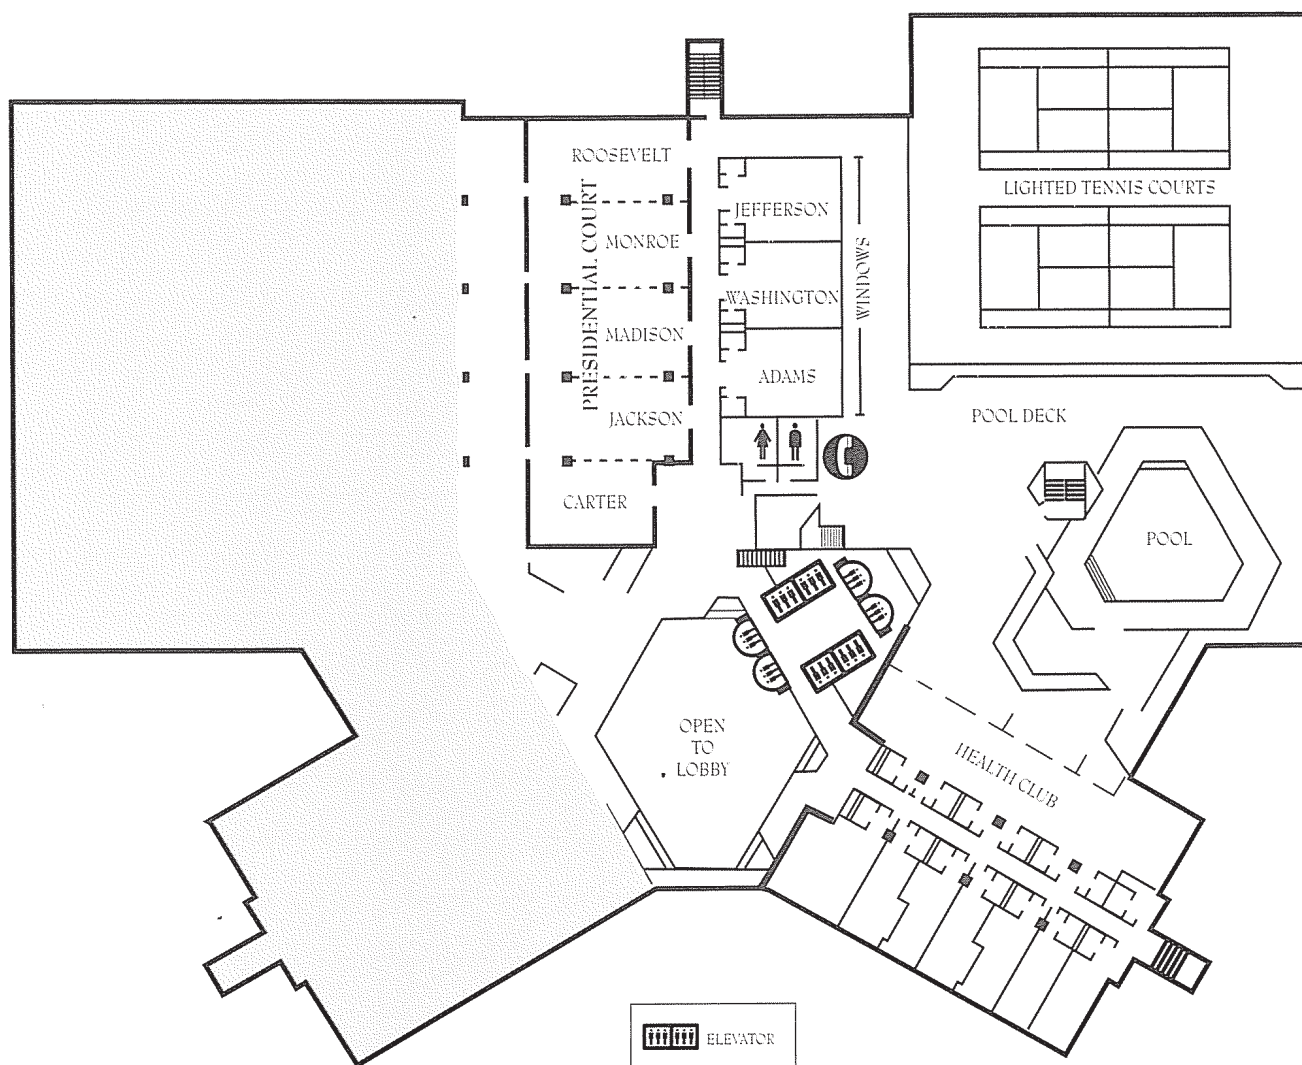 ROOSEVELT
PRESIDENTIAL COURT
MONROE
MADISON
JACKSON
CARTER
JEFFERSON
WASHINGTON
ADAMS
WINDOWS
LIGHTED TENNIS COURTS
POOL DECK
POOL
OPEN
TO
LOBBY
HEALTH CLUB
ELEVATOR